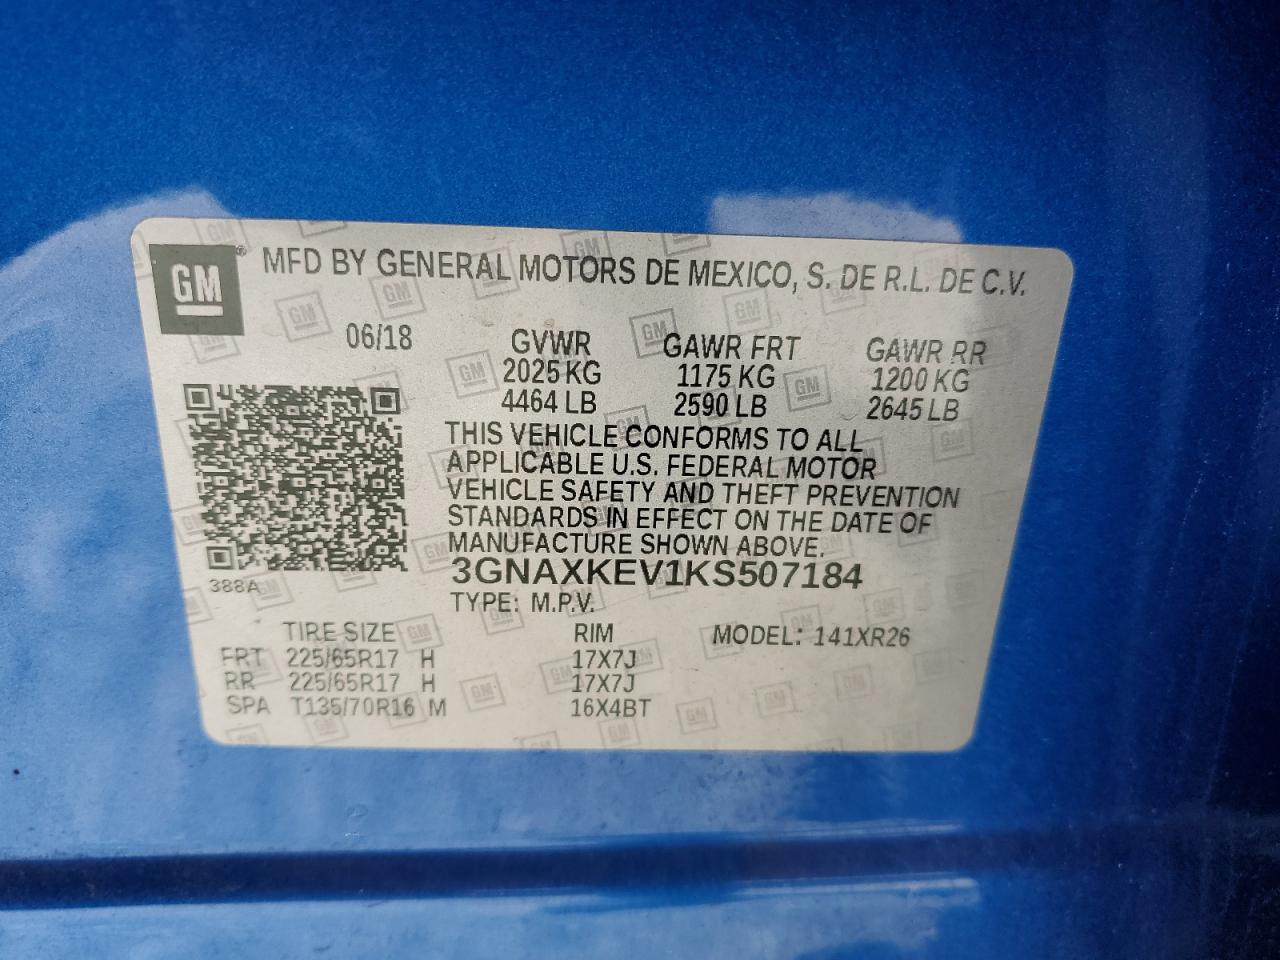 GM® MFD BY GENERAL MOTORS DE MEXICO, S. DE R.L. DE C.V.
06/18 GVWR GAWR FRT GAWR RR
2025 KG 1175 KG 1200 KG
4464 LB 2590 LB 2645 LB
THIS VEHICLE CONFORMS TO ALL
APPLICABLE U.S. FEDERAL MOTOR
VEHICLE SAFETY AND THEFT PREVENTION
STANDARDS IN EFFECT ON THE DATE OF
MANUFACTURE SHOWN ABOVE.
3GNAXKEV1KS507184
388A
TYPE: M.P.V.
TIRE SIZE RIM MODEL: 141XR26
FRT 225/65R17 H 17X7J
RR 225/65R17 H 17X7J
SPA T135/70R16 M 16X4BT